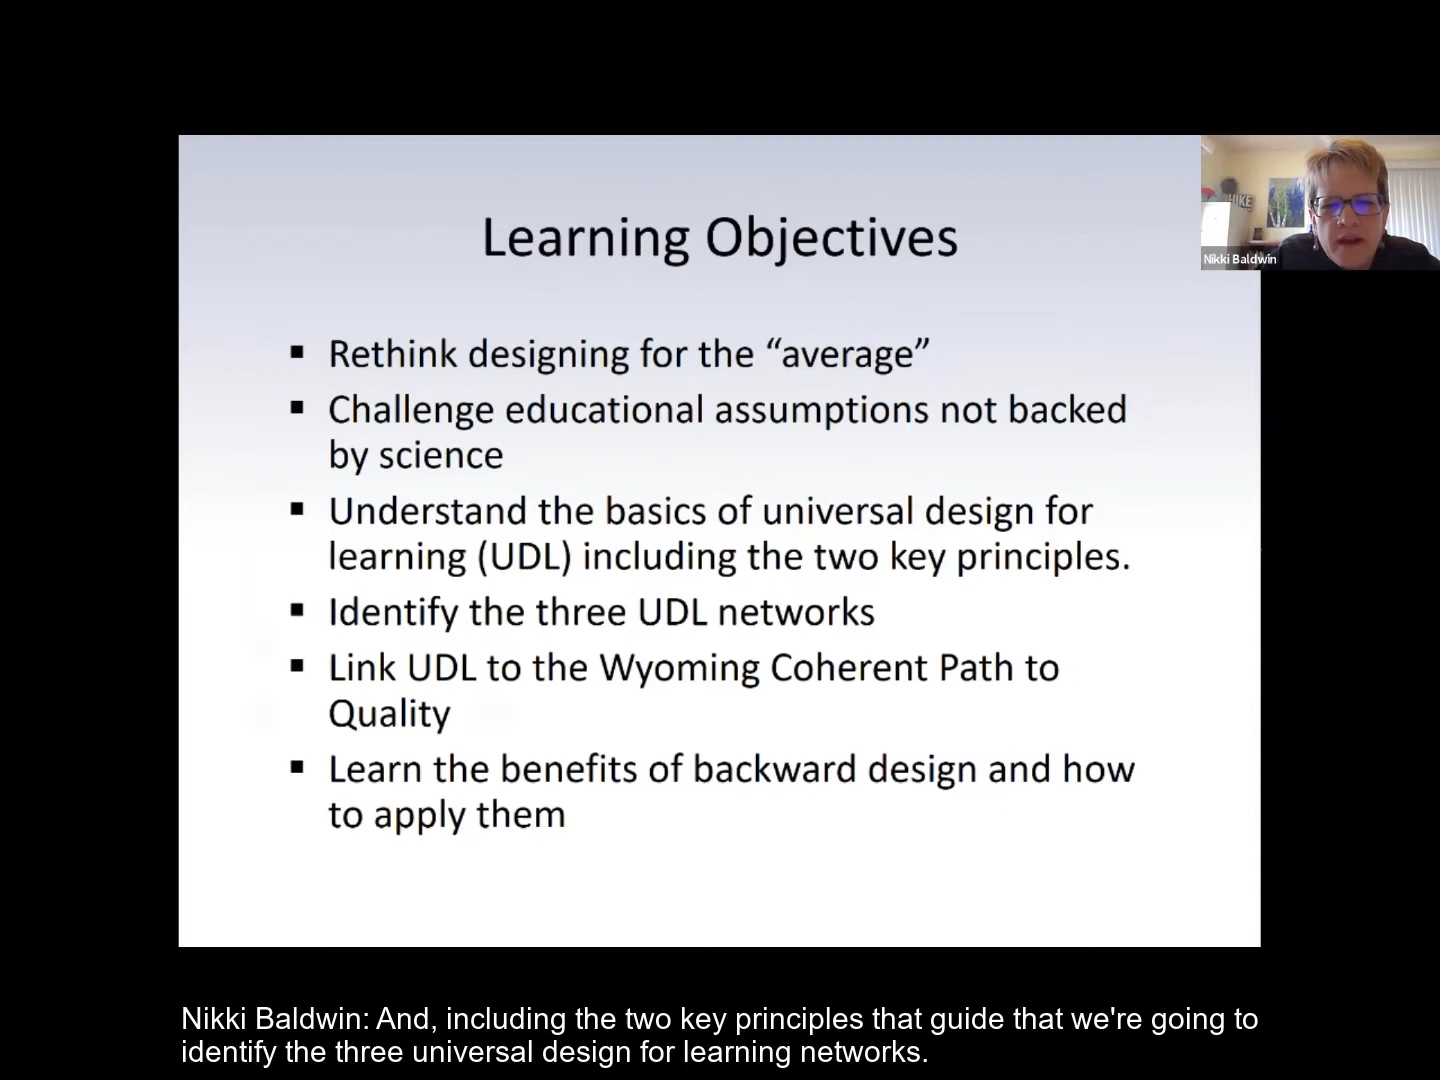 Learning Objectives
HIKE
Nikki Baldwin
▪ Rethink designing for the “average”
▪ Challenge educational assumptions not backed
by science
▪ Understand the basics of universal design for
learning (UDL) including the two key principles.
▪ Identify the three UDL networks
▪ Link UDL to the Wyoming Coherent Path to
Quality
▪ Learn the benefits of backward design and how
to apply them
Nikki Baldwin: And, including the two key principles that guide that we're going to
identify the three universal design for learning networks.